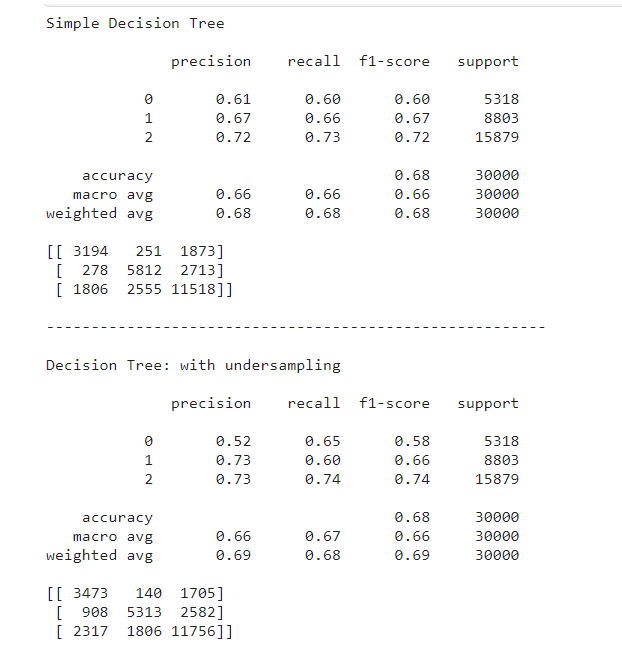 Simple Decision Tree
precision recall f1-score support
0 0.61 0.60 0.60 5318
1 0.67 0.66 0.67 8803
2 0.72 0.73 0.72 15879
accuracy 0.68 30000
macro avg 0.66 0.66 0.66 30000
weighted avg 0.68 0.68 0.68 30000
[[ 3194 251 1873]
[ 278 5812 2713]
[ 1806 2555 11518]]
--------------------------------------------------------
Decision Tree: with undersampling
precision recall f1-score support
0 0.52 0.65 0.58 5318
1 0.73 0.60 0.66 8803
2 0.73 0.74 0.74 15879
accuracy 0.68 30000
macro avg 0.66 0.67 0.66 30000
weighted avg 0.69 0.68 0.69 30000
[[ 3473 140 1705]
[ 908 5313 2582]
[ 2317 1806 11756]]